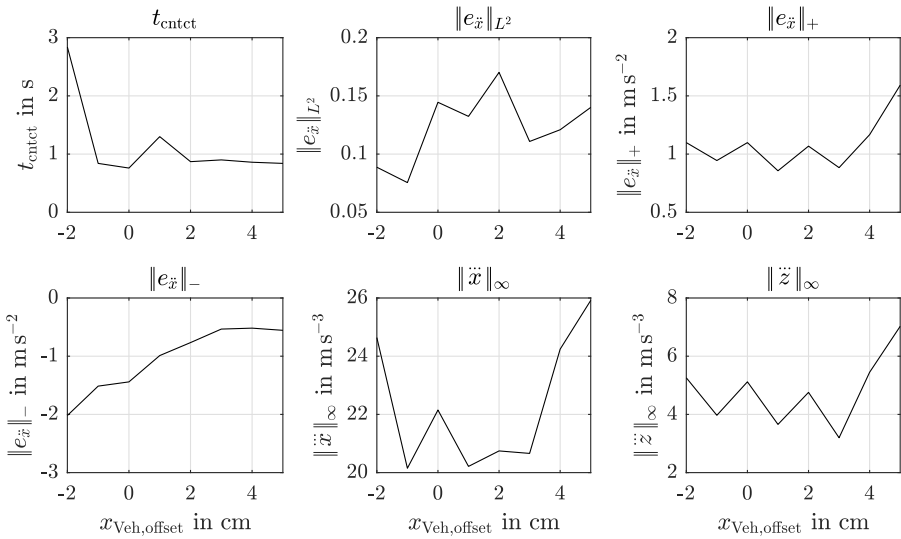 t_cntct
‖e_ẍ‖_L²
‖e_ẍ‖_+
3
2
1
0
t_cntct in s
-2 0 2 4
0.2
0.15
0.1
0.05
‖e_ẍ‖_L²
-2 0 2 4
2
1.5
1
0.5
‖e_ẍ‖_+ in m s⁻²
-2 0 2 4
‖e_ẍ‖_−
‖x⃛‖_∞
‖z⃛‖_∞
0
-1
-2
-3
‖e_ẍ‖_− in m s⁻²
-2 0 2 4
x_Veh,offset in cm
26
24
22
20
‖x⃛‖_∞ in m s⁻³
-2 0 2 4
x_Veh,offset in cm
8
6
4
2
‖z⃛‖_∞ in m s⁻³
-2 0 2 4
x_Veh,offset in cm